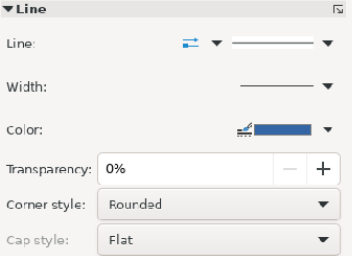 Line
Line:
Width:
Color:
Transparency: 0%
Corner style: Rounded
Cap style: Flat